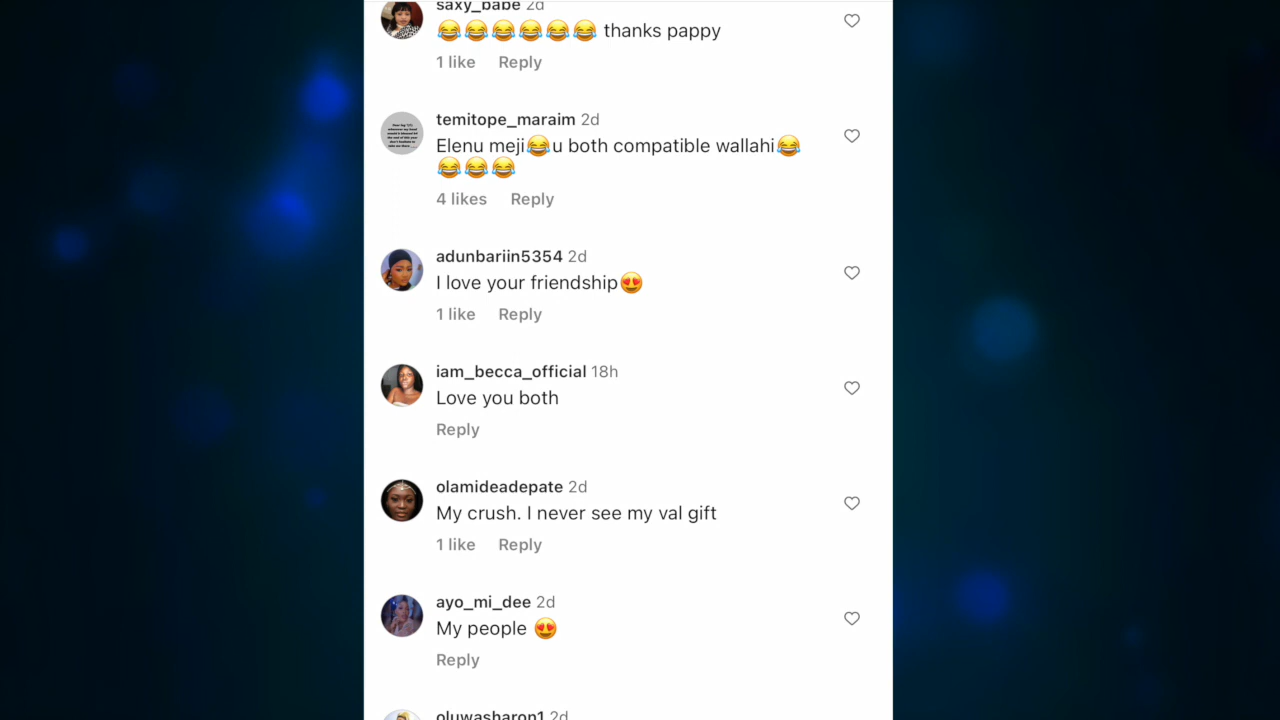 saxy_babe 2d
😂😂😂😂😂😂 thanks pappy
1 like Reply
temitope_maraim 2d
Elenu meji😂u both compatible wallahi😂
😂😂😂
4 likes Reply
adunbariin5354 2d
I love your friendship😍
1 like Reply
iam_becca_official 18h
Love you both
Reply
olamideadepate 2d
My crush. I never see my val gift
1 like Reply
ayo_mi_dee 2d
My people 😍
Reply
oluwasharon1 2d